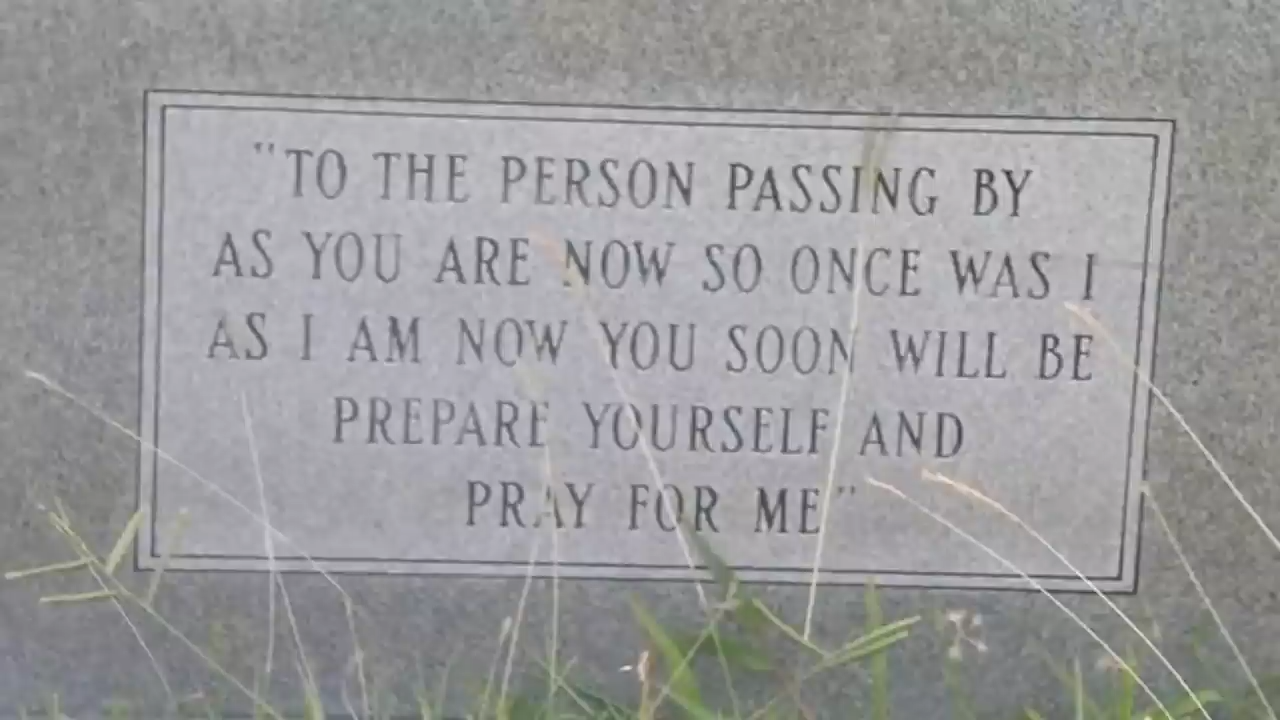 "TO THE PERSON PASSING BY
AS YOU ARE NOW SO ONCE WAS I
AS I AM NOW YOU SOON WILL BE
PREPARE YOURSELF AND
PRAY FOR ME"